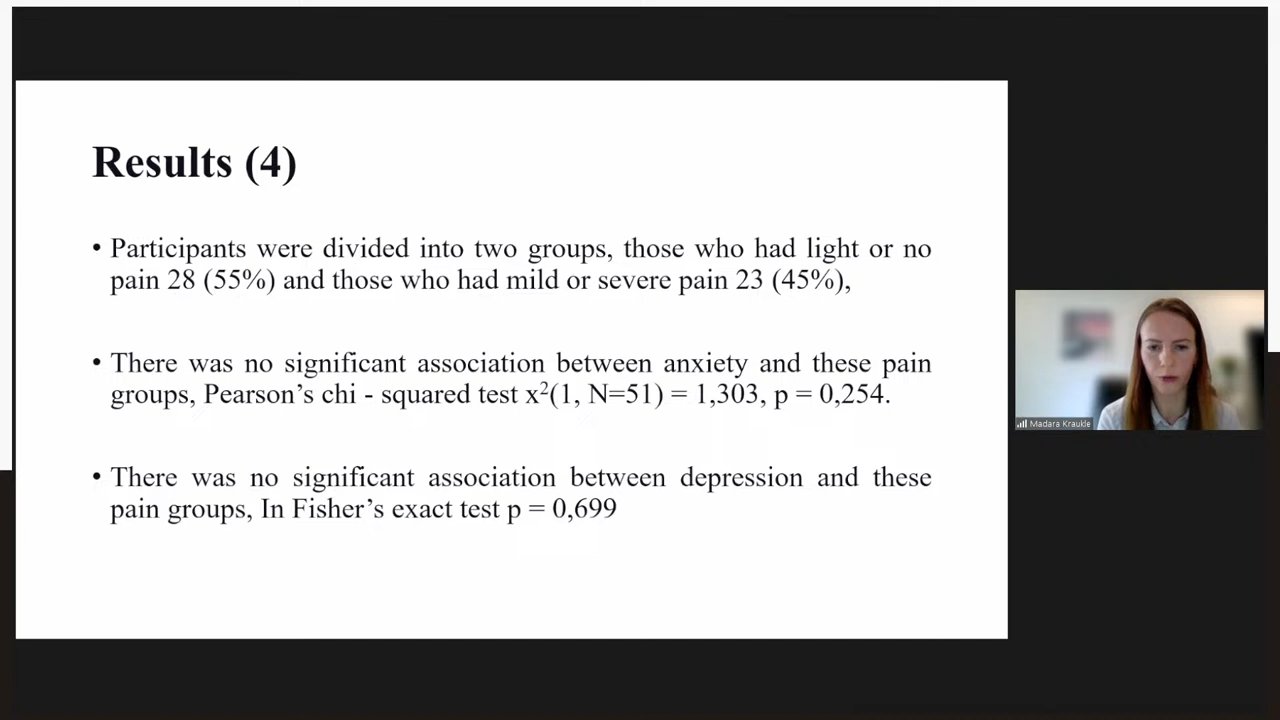 Results (4)
• Participants were divided into two groups, those who had light or no
pain 28 (55%) and those who had mild or severe pain 23 (45%),
• There was no significant association between anxiety and these pain
groups, Pearson’s chi - squared test x²(1, N=51) = 1,303, p = 0,254.
• There was no significant association between depression and these
pain groups, In Fisher’s exact test p = 0,699
Madara Kraukle